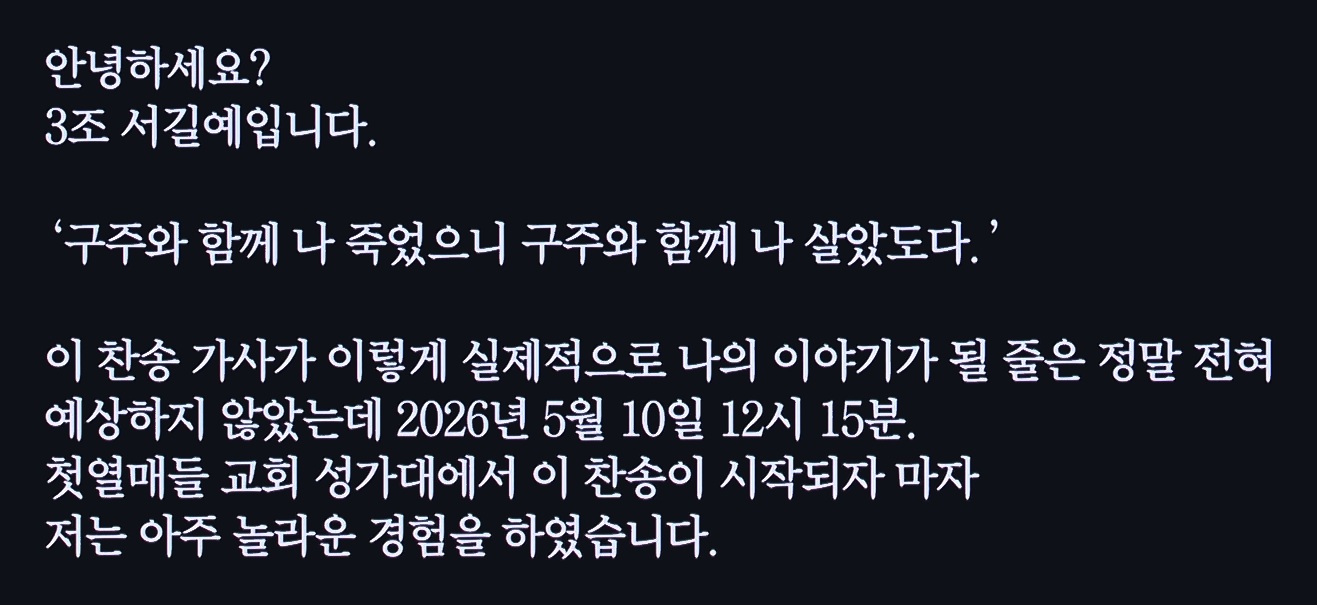 안녕하세요?
3조 서길예입니다.
‘구주와 함께 나 죽었으니 구주와 함께 나 살았도다.’
이 찬송 가사가 이렇게 실제적으로 나의 이야기가 될 줄은 정말 전혀
예상하지 않았는데 2026년 5월 10일 12시 15분.
첫열매들 교회 성가대에서 이 찬송이 시작되자 마자
저는 아주 놀라운 경험을 하였습니다.